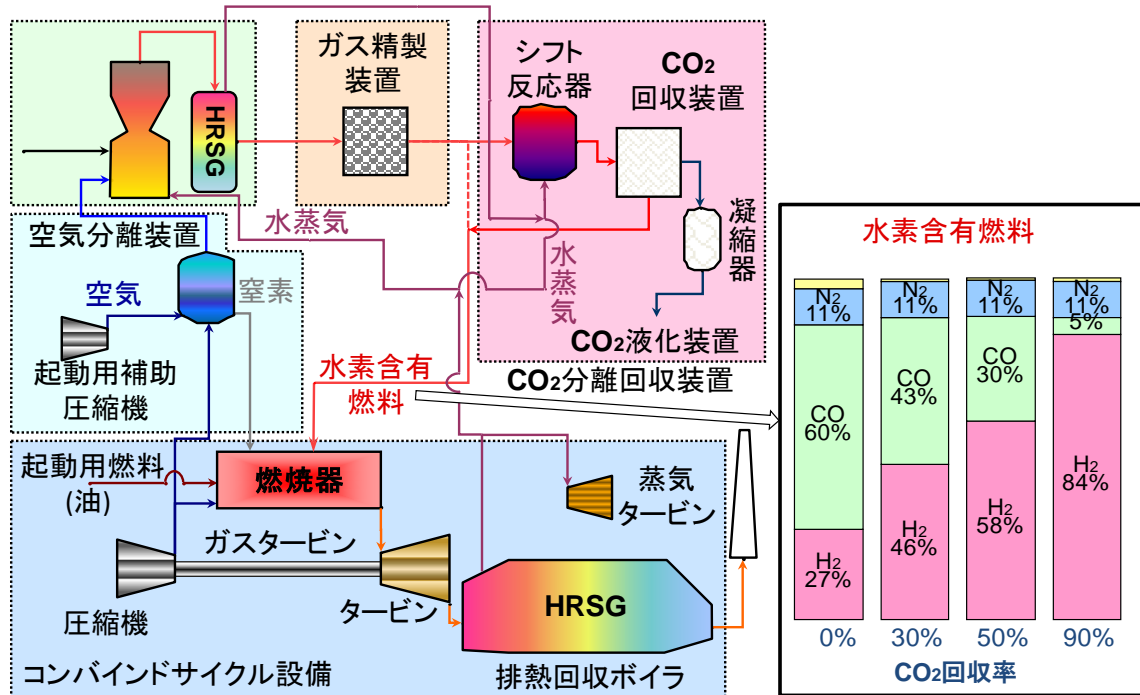 ガス精製
装置
シフト
反応器
CO₂
回収装置
HRSG
水蒸気
空気分離装置
水蒸気
凝縮器
空気
窒素
起動用補助
圧縮機
CO₂液化装置
CO₂分離回収装置
水素含有
燃料
起動用燃料
(油)
燃焼器
蒸気
タービン
ガスタービン
圧縮機
タービン
HRSG
コンバインドサイクル設備
排熱回収ボイラ
水素含有燃料
N₂
11%
CO
60%
H₂
27%
N₂
11%
CO
43%
H₂
46%
N₂
11%
CO
30%
H₂
58%
N₂
11%
5%
H₂
84%
0% 30% 50% 90%
CO₂回収率